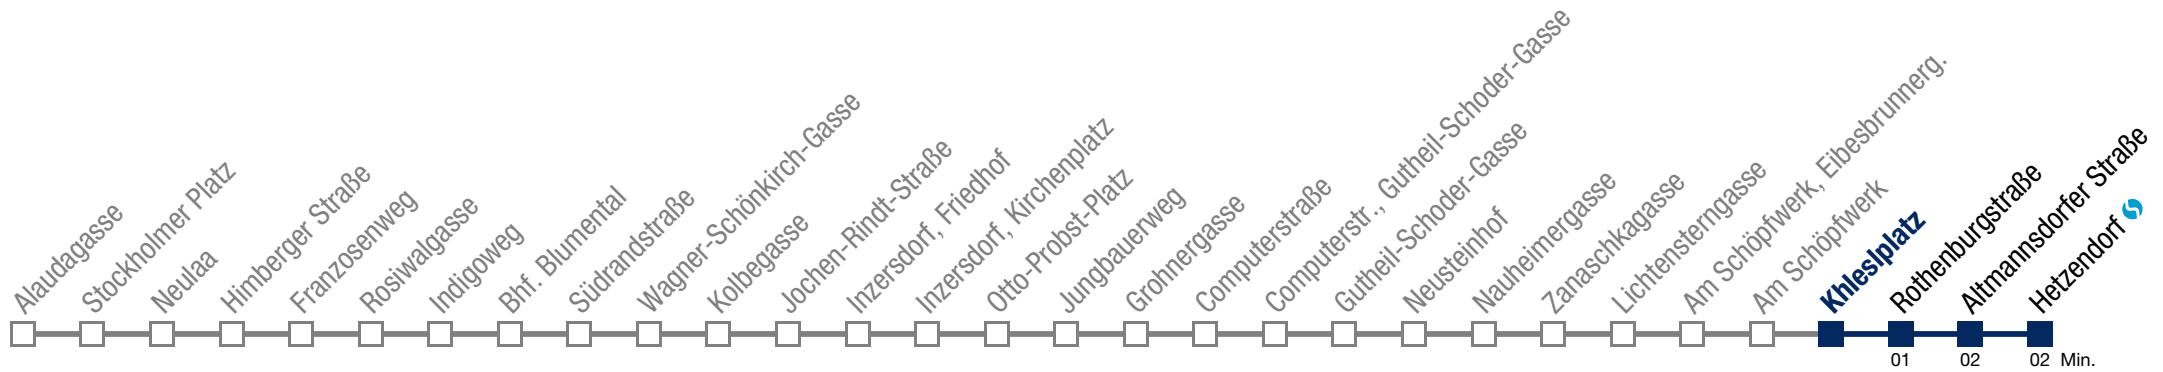 Alaudagasse
Stockholmer Platz
Neulaa
Himberger Straße
Franzosenweg
Rosiwalgasse
Indigoweg
Bhf. Blumental
Südrandstraße
Wagner-Schönkirch-Gasse
Kolbegasse
Jochen-Rindt-Straße
Inzersdorf, Friedhof
Inzersdorf, Kirchenplatz
Otto-Probst-Platz
Jungbauerweg
Grohnergasse
Computerstraße
Computerstr., Gutheil-Schoder-Gasse
Gutheil-Schoder-Gasse
Neusteinhof
Nauheimergasse
Zanaschkagasse
Lichtensterngasse
Am Schöpfwerk, Eibesbrunnerg.
Am Schöpfwerk
Khleslplatz
Rothenburgstraße
Altmannsdorfer Straße
Hetzendorf
01 02 02 Min.